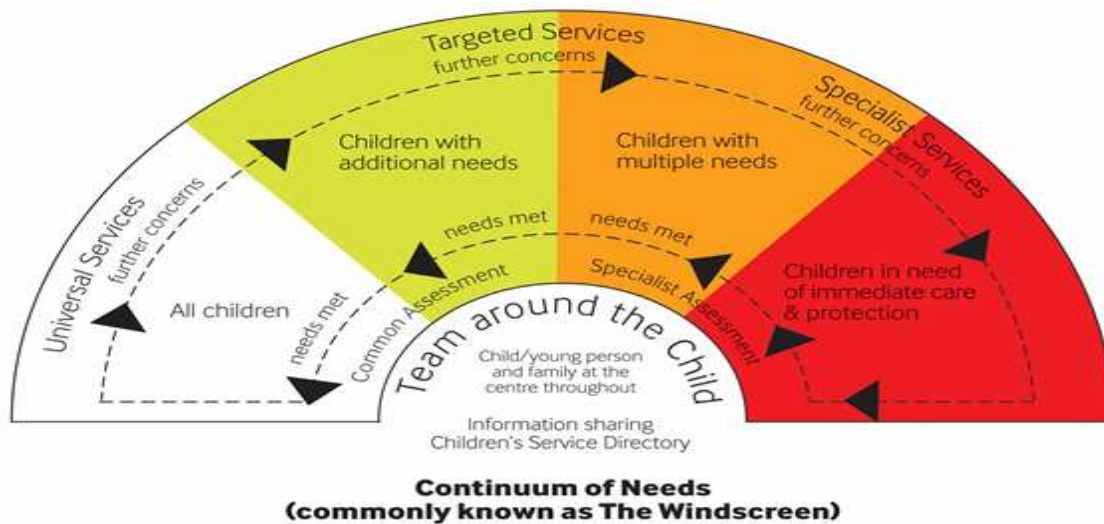 Universal Services
further concerns
All children
needs met
Common Assessment
Targeted Services
further concerns
Children with
additional needs
needs met
Children with
multiple needs
needs met
Specialist Assessment
Specialist Services
further concerns
Children in need
of immediate care
& protection
Team around the Child
Child/young person
and family at the
centre throughout
Information sharing
Children's Service Directory
Continuum of Needs
(commonly known as The Windscreen)